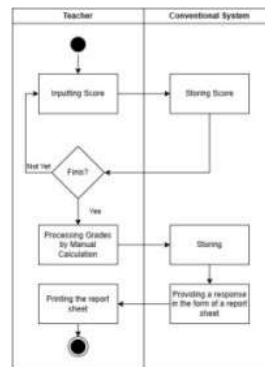 Teacher
Conventional System
Inputting Score
Storing Score
Not Yet
Finis?
Yes
Processing Grades
by Manual
Calculation
Storing
Printing the report
sheet
Providing a response
in the form of a report
sheet